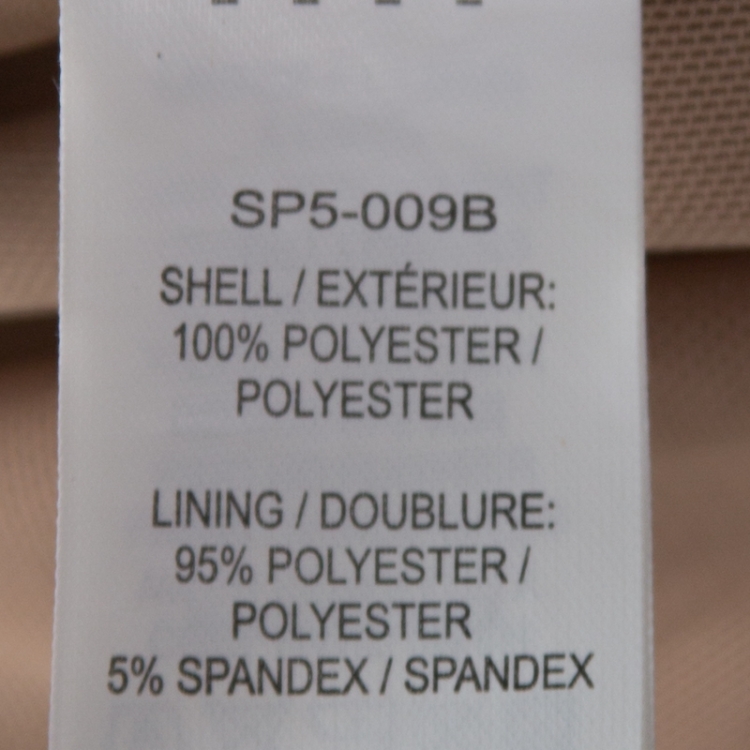 SP5-009B
SHELL / EXTÉRIEUR:
100% POLYESTER /
POLYESTER
LINING / DOUBLURE:
95% POLYESTER /
POLYESTER
5% SPANDEX / SPANDEX